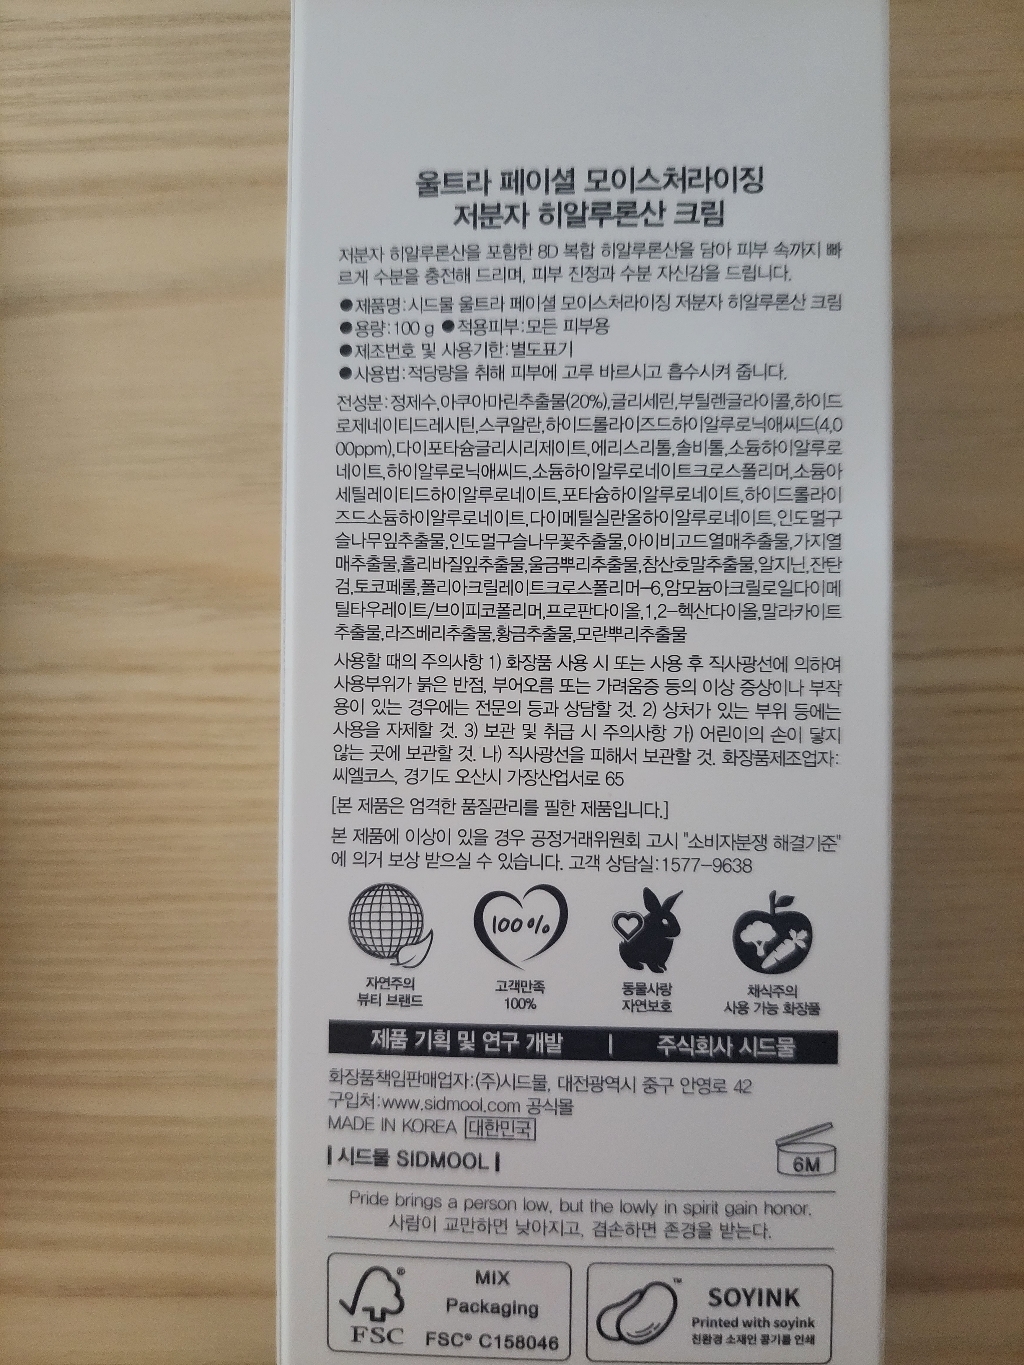 울트라 페이셜 모이스처라이징
저분자 히알루론산 크림
저분자 히알루론산을 포함한 8D 복합 히알루론산을 담아 피부 속까지 빠
르게 수분을 충전해 드리며, 피부 진정과 수분 자신감을 드립니다.
●제품명:시드물 울트라 페이셜 모이스처라이징 저분자 히알루론산 크림
●용량:100 g ●적용피부:모든 피부용
●제조번호 및 사용기한:별도표기
●사용법:적당량을 취해 피부에 고루 바르시고 흡수시켜 줍니다.
전성분:정제수,아쿠아마린추출물(20%),글리세린,부틸렌글라이콜,하이드
로제네이티드레시틴,스쿠알란,하이드롤라이즈드하이알루로닉애씨드(4,0
00ppm),다이포타슘글리시리제이트,에리스리톨,솔비톨,소듐하이알루로
네이트,하이알루로닉애씨드,소듐하이알루로네이트크로스폴리머,소듐아
세틸레이티드하이알루로네이트,포타슘하이알루로네이트,하이드롤라이
즈드소듐하이알루로네이트,다이메틸실란올하이알루로네이트,인도멀구
슬나무잎추출물,인도멀구슬나무꽃추출물,아이비고드열매추출물,가지열
매추출물,홀리바질잎추출물,울금뿌리추출물,참산호말추출물,알지닌,잔탄
검,토코페롤,폴리아크릴레이트크로스폴리머-6,암모늄아크릴로일다이메
틸타우레이트/브이피코폴리머,프로판다이올,1,2-헥산다이올,말라카이트
추출물,라즈베리추출물,황금추출물,모란뿌리추출물
사용할 때의 주의사항 1) 화장품 사용 시 또는 사용 후 직사광선에 의하여
사용부위가 붉은 반점, 부어오름 또는 가려움증 등의 이상 증상이나 부작
용이 있는 경우에는 전문의 등과 상담할 것. 2) 상처가 있는 부위 등에는
사용을 자제할 것. 3) 보관 및 취급 시 주의사항 가) 어린이의 손이 닿지
않는 곳에 보관할 것. 나) 직사광선을 피해서 보관할 것. 화장품제조업자:
씨엘코스, 경기도 오산시 가장산업서로 65
[본 제품은 엄격한 품질관리를 필한 제품입니다.]
본 제품에 이상이 있을 경우 공정거래위원회 고시 "소비자분쟁 해결기준"
에 의거 보상 받으실 수 있습니다. 고객 상담실:1577-9638
100%
자연주의
뷰티 브랜드
고객만족
100%
동물사랑
자연보호
채식주의
사용 가능 화장품
제품 기획 및 연구 개발 | 주식회사 시드물
화장품책임판매업자:(주)시드물, 대전광역시 중구 안영로 42
구입처:www.sidmool.com 공식몰
MADE IN KOREA 대한민국
| 시드물 SIDMOOL |
6M
Pride brings a person low, but the lowly in spirit gain honor.
사람이 교만하면 낮아지고, 겸손하면 존경을 받는다.
FSC®
MIX
Packaging
FSC® C158046
™
SOYINK
Printed with soyink
친환경 소재인 콩기름 인쇄